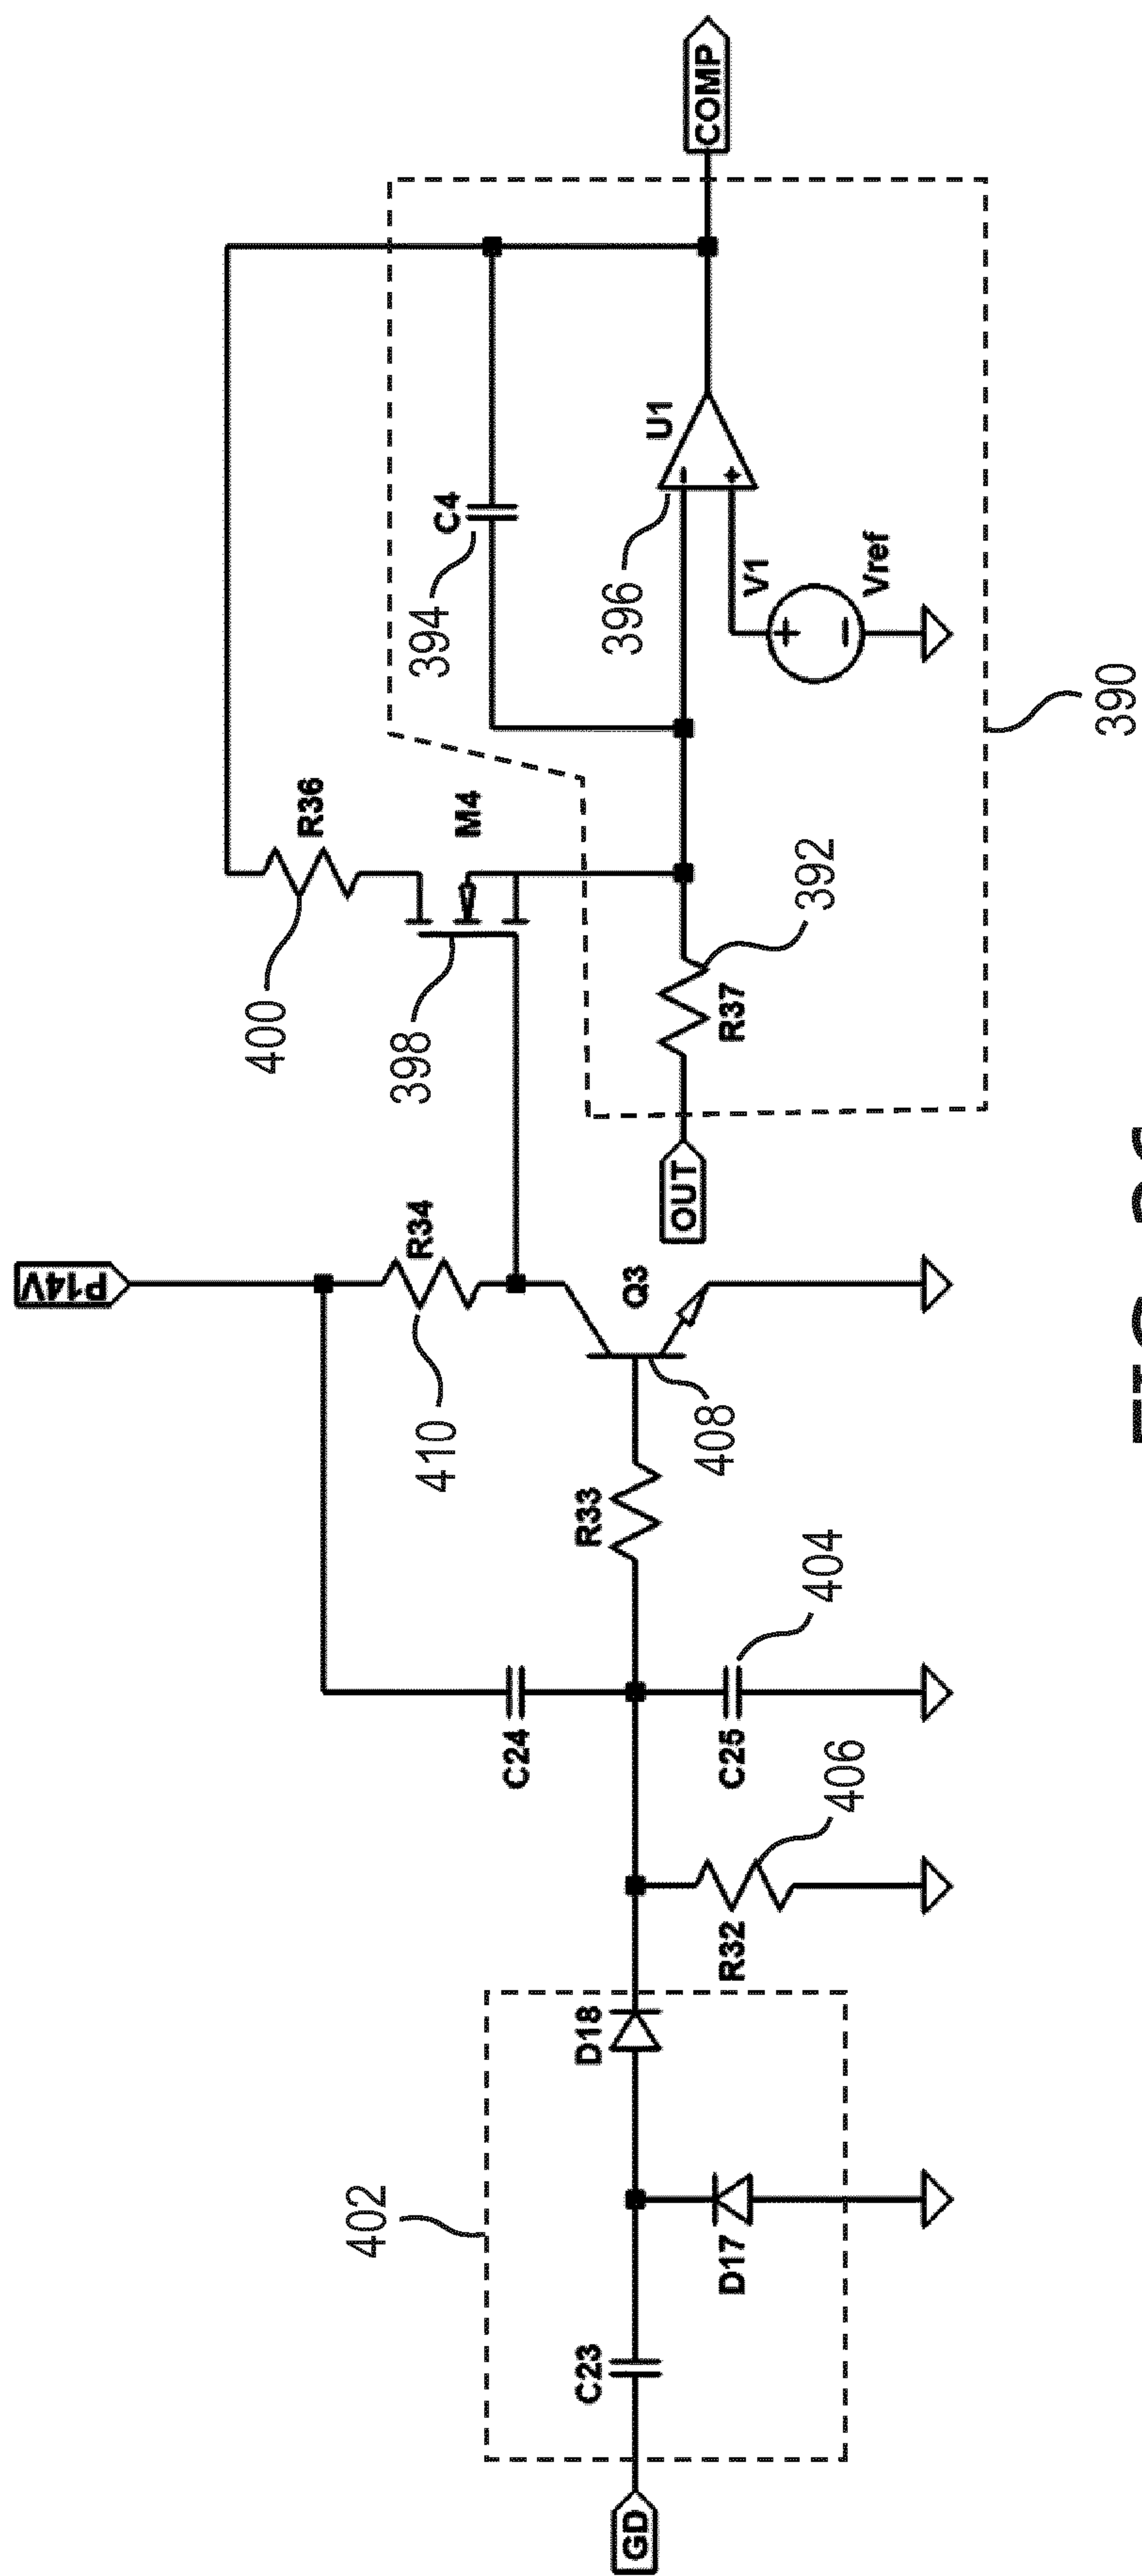 COMP
P14V
R36
400
C4
394
M4
398
U1
396
V1
Vref
R34
410
R37
392
OUT
390
Q3
408
R33
C24
C25
404
406
R32
402
D18
D17
C23
GD